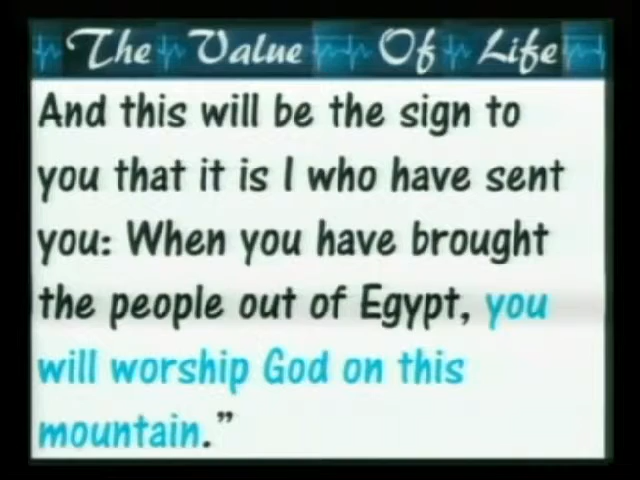 The Value Of Life
And this will be the sign to
you that it is I who have sent
you: When you have brought
the people out of Egypt, you
will worship God on this
mountain.”